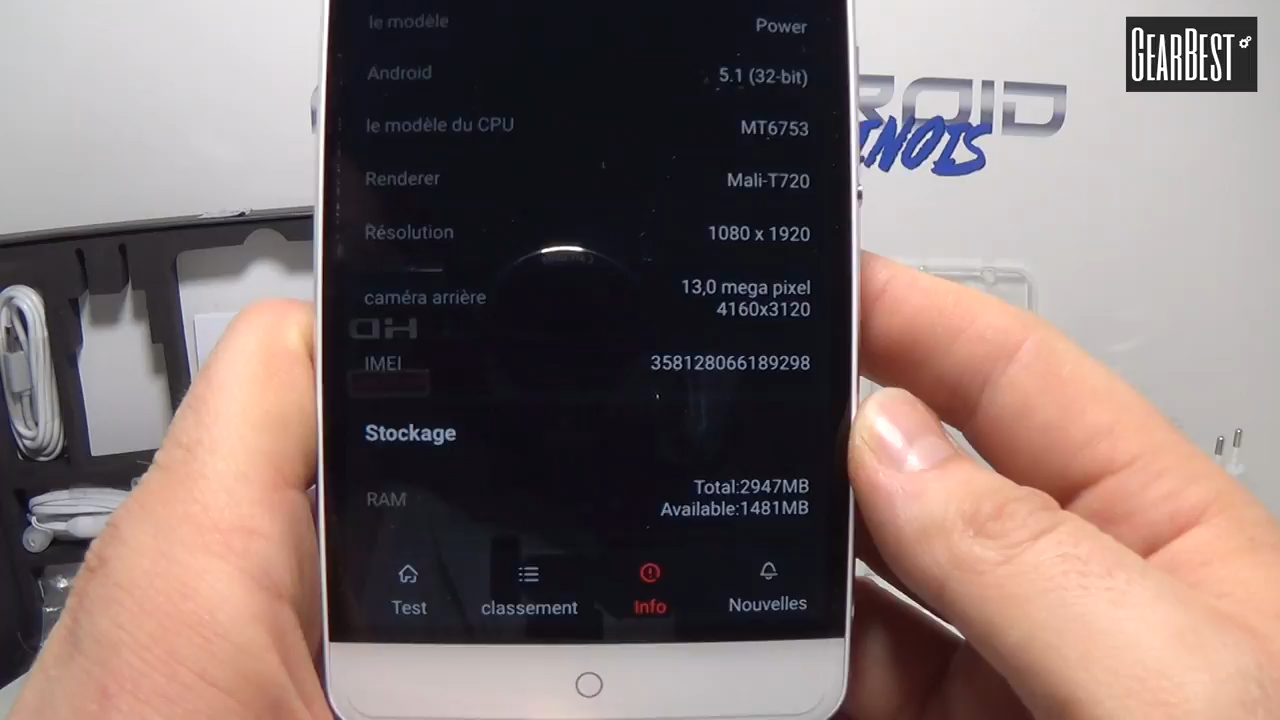 GEARBEST
le modèle Power
Android 5.1 (32-bit)
le modèle du CPU MT6753
Renderer Mali-T720
Résolution 1080 x 1920
caméra arrière 13,0 mega pixel
4160x3120
IMEI 358128066189298
Stockage
RAM Total:2947MB
Available:1481MB
Test classement Info Nouvelles